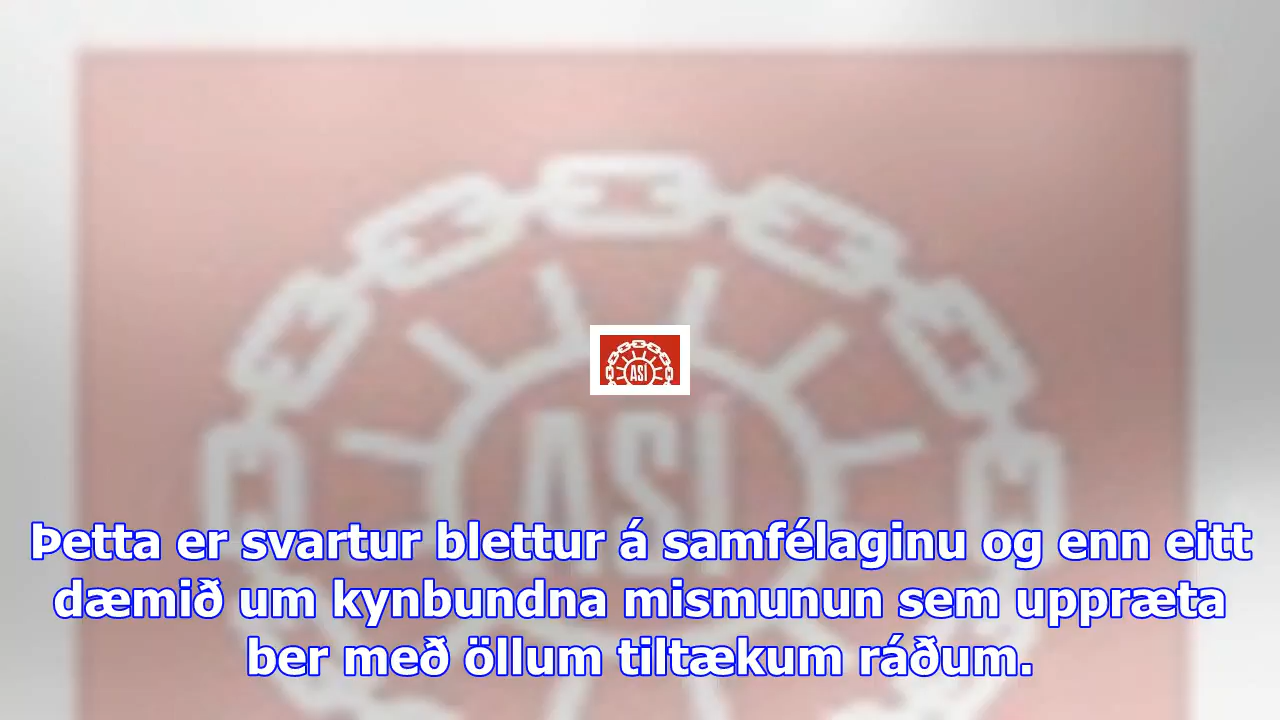 ASÍ
ASÍ
Þetta er svartur blettur á samfélaginu og enn eitt
dæmið um kynbundna mismunun sem uppræta
ber með öllum tiltækum ráðum.